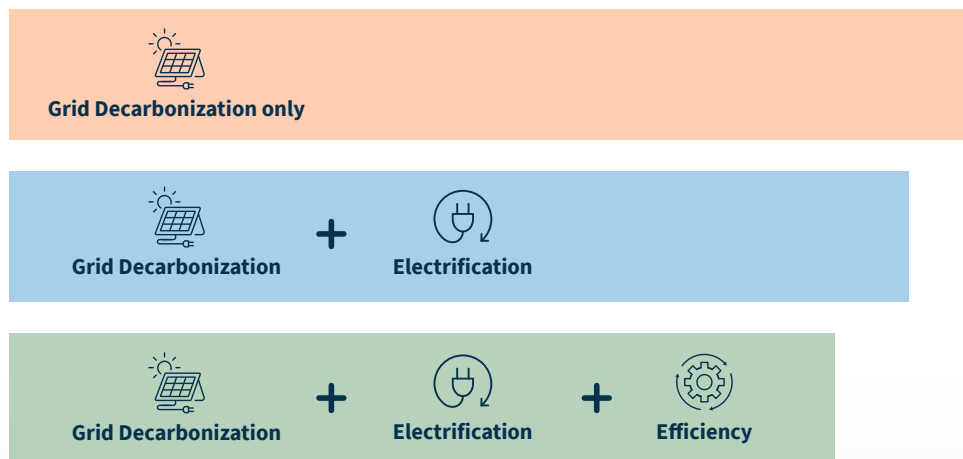 Grid Decarbonization only
Grid Decarbonization + Electrification
Grid Decarbonization + Electrification + Efficiency